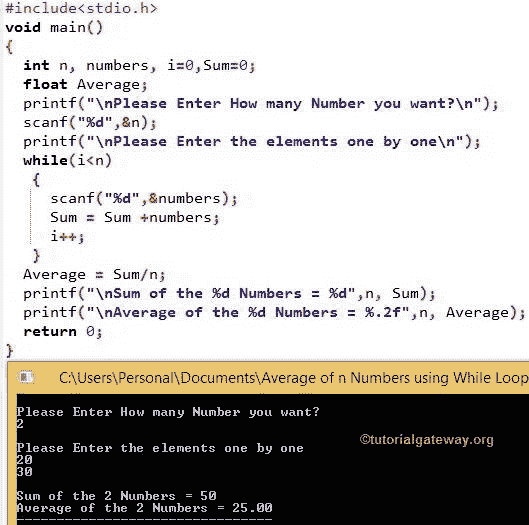 #include<stdio.h>
void main()
{
int n, numbers, i=0,Sum=0;
float Average;
printf("\nPlease Enter How many Number you want?\n");
scanf("%d",&n);
printf("\nPlease Enter the elements one by one\n");
while(i<n)
{
scanf("%d",&numbers);
Sum = Sum +numbers;
i++;
}
Average = Sum/n;
printf("\nSum of the %d Numbers = %d",n, Sum);
printf("\nAverage of the %d Numbers = %.2f",n, Average);
return 0;
}
C:\Users\Personal\Documents\Average of n Numbers using While Loop
Please Enter How many Number you want?
2
Please Enter the elements one by one
©tutorialgateway.org
20
30
Sum of the 2 Numbers = 50
Average of the 2 Numbers = 25.00
--------------------------------